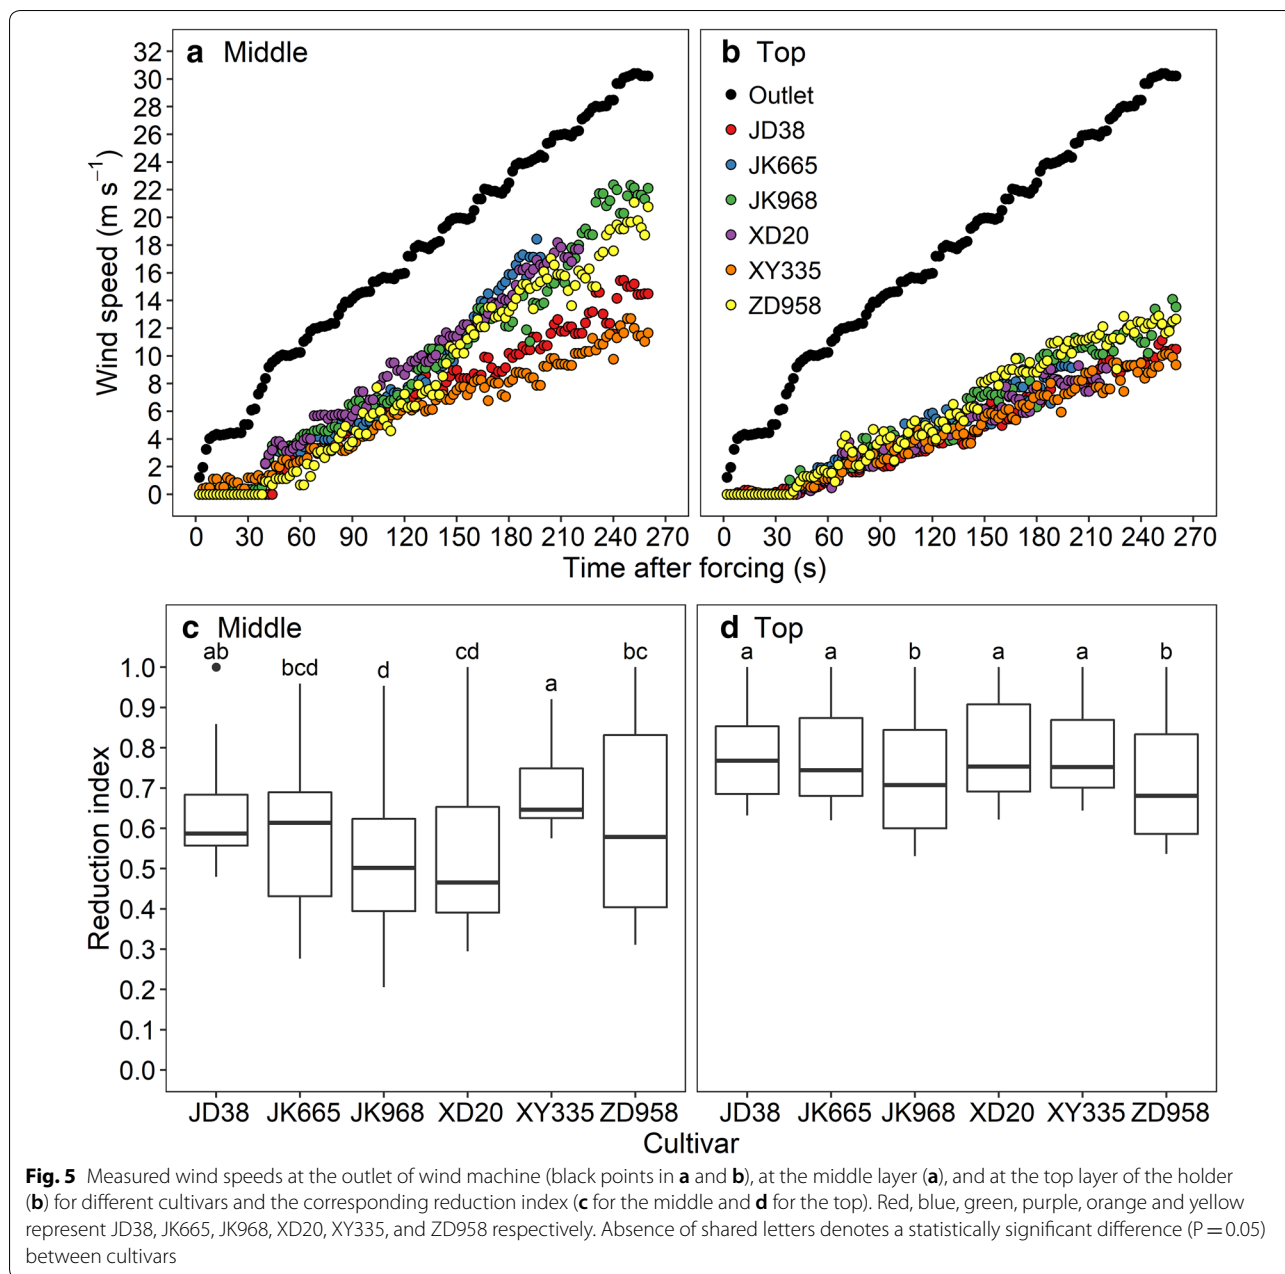 a Middle
b Top
32
30
28
26
24
22
20
18
16
14
12
10
8
6
4
2
0
Wind speed (m s⁻¹)
Outlet
JD38
JK665
JK968
XD20
XY335
ZD958
0 30 60 90 120 150 180 210 240 270
0 30 60 90 120 150 180 210 240 270
Time after forcing (s)
c Middle
ab
bcd
d
cd
a
bc
d Top
a
a
b
a
a
b
1.0
0.9
0.8
0.7
0.6
0.5
0.4
0.3
0.2
0.1
0.0
Reduction index
JD38 JK665 JK968 XD20 XY335 ZD958
JD38 JK665 JK968 XD20 XY335 ZD958
Cultivar
Fig. 5 Measured wind speeds at the outlet of wind machine (black points in a and b), at the middle layer (a), and at the top layer of the holder
(b) for different cultivars and the corresponding reduction index (c for the middle and d for the top). Red, blue, green, purple, orange and yellow
represent JD38, JK665, JK968, XD20, XY335, and ZD958 respectively. Absence of shared letters denotes a statistically significant difference (P = 0.05)
between cultivars